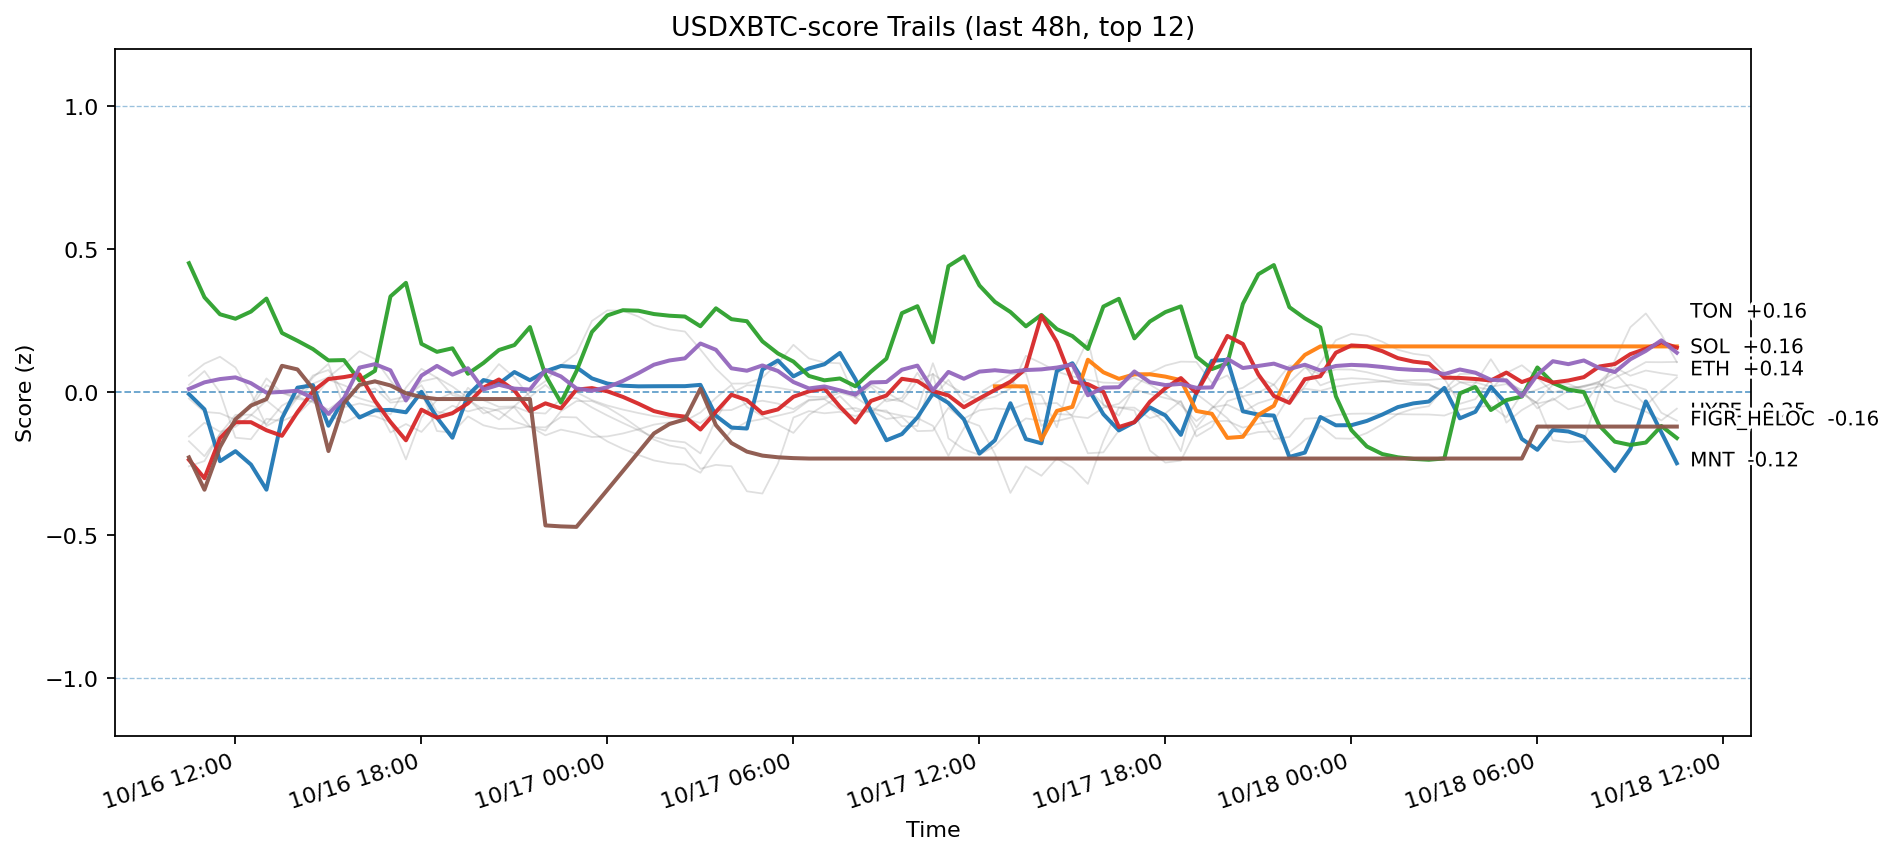 USDXBTC-score Trails (last 48h, top 12)
Score (z)
1.0
0.5
0.0
−0.5
−1.0
TON +0.16
SOL +0.16
ETH +0.14
FIGR_HELOC -0.16
MNT -0.12
10/16 12:00
10/16 18:00
10/17 00:00
10/17 06:00
10/17 12:00
10/17 18:00
10/18 00:00
10/18 06:00
10/18 12:00
Time